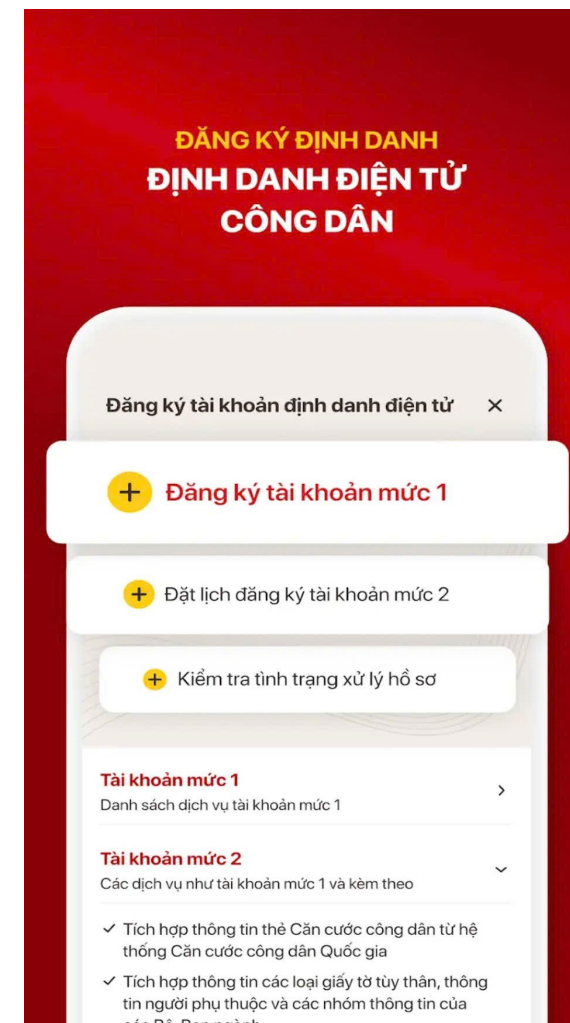 ĐĂNG KÝ ĐỊNH DANH
ĐỊNH DANH ĐIỆN TỬ
CÔNG DÂN
Đăng ký tài khoản định danh điện tử
Đăng ký tài khoản mức 1
Đặt lịch đăng ký tài khoản mức 2
Kiểm tra tình trạng xử lý hồ sơ
Tài khoản mức 1
Danh sách dịch vụ tài khoản mức 1
Tài khoản mức 2
Các dịch vụ như tài khoản mức 1 và kèm theo
Tích hợp thông tin thẻ Căn cước công dân từ hệ
thống Căn cước công dân Quốc gia
Tích hợp thông tin các loại giấy tờ tùy thân, thông
tin người phụ thuộc và các nhóm thông tin của
các Bộ, Ban ngành